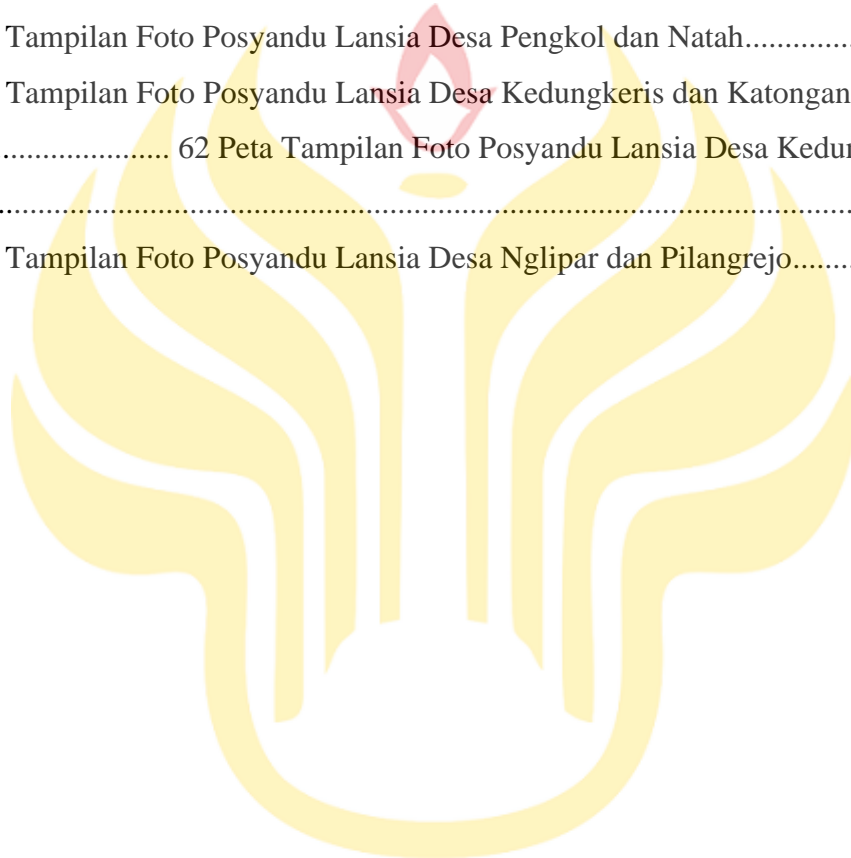 Tampilan Foto Posyandu Lansia Desa Pengkol dan Natah..............
Tampilan Foto Posyandu Lansia Desa Kedungkeris dan Katongan
.................... 62 Peta Tampilan Foto Posyandu Lansia Desa
..........................................................................................
Tampilan Foto Posyandu Lansia Desa Nglipar dan Pilangrejo........